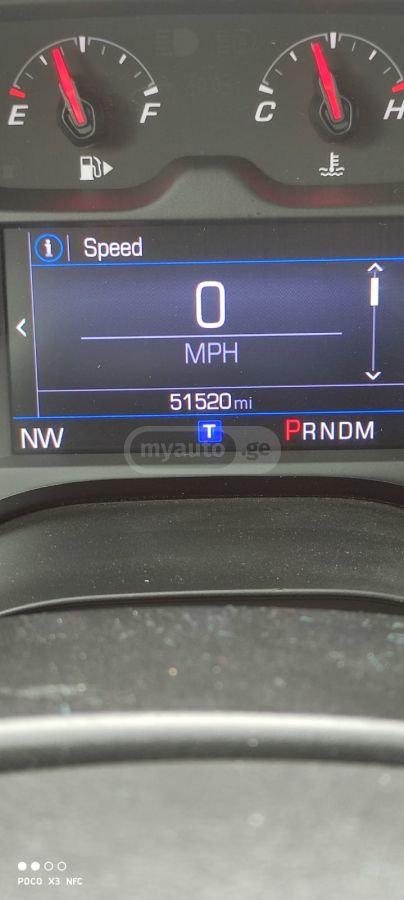 E F C H
Speed
0
MPH
51520 mi
NW T PRNDM
myauto.ge
POCO X3 NFC